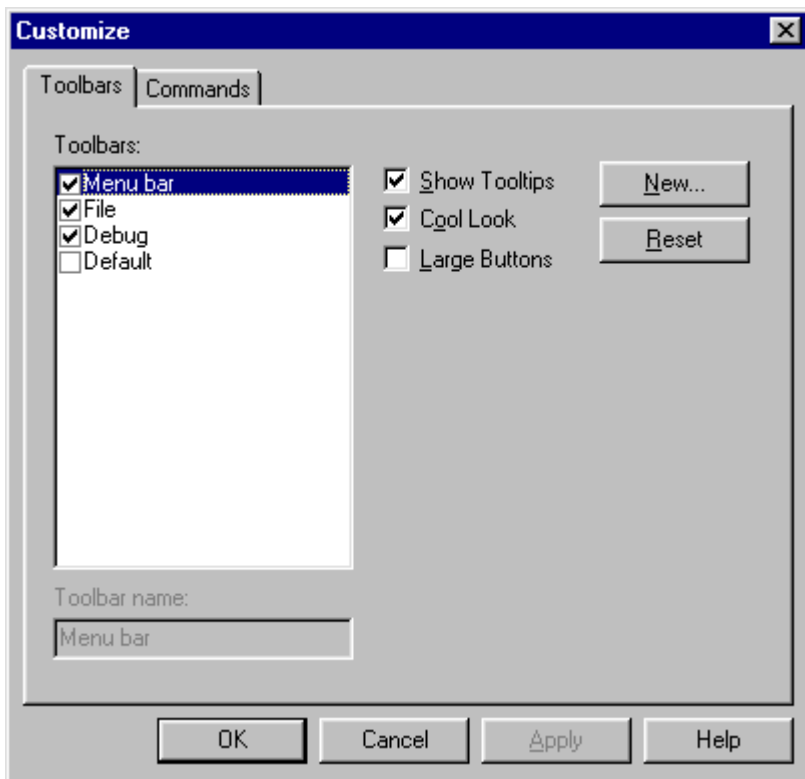 Customize
Toolbars Commands
Toolbars:
Menu bar
File
Debug
Default
Show Tooltips
Cool Look
Large Buttons
New...
Reset
Toolbar name:
Menu bar
OK Cancel Apply Help